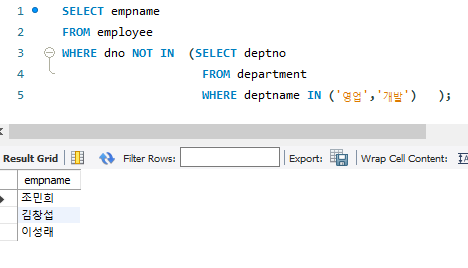 1 SELECT empname
2 FROM employee
3 WHERE dno NOT IN (SELECT deptno
4 FROM department
5 WHERE deptname IN ('영업','개발') );
Result Grid Filter Rows: Export: Wrap Cell Content:
empname
조민희
김창섭
이성래